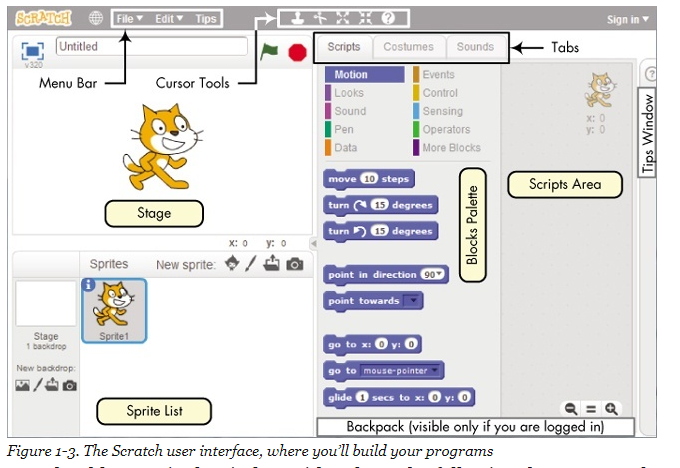 SCRATCH File Edit Tips Sign in
v320 Untitled
Menu Bar Cursor Tools
Scripts Costumes Sounds Tabs
Motion Events
Looks Control
Sound Sensing
Pen Operators
Data More Blocks
x: 0
y: 0
Tips Window
Stage
move 10 steps
turn 15 degrees
turn 15 degrees
point in direction 90
point towards
go to x: 0 y: 0
go to mouse-pointer
glide 1 secs to x: 0 y: 0
Blocks Palette
Scripts Area
x: 0 y: 0
Sprites New sprite:
Sprite1
Stage
1 backdrop
New backdrop:
Sprite List
Backpack (visible only if you are logged in)
Figure 1-3. The Scratch user interface, where you'll build your programs